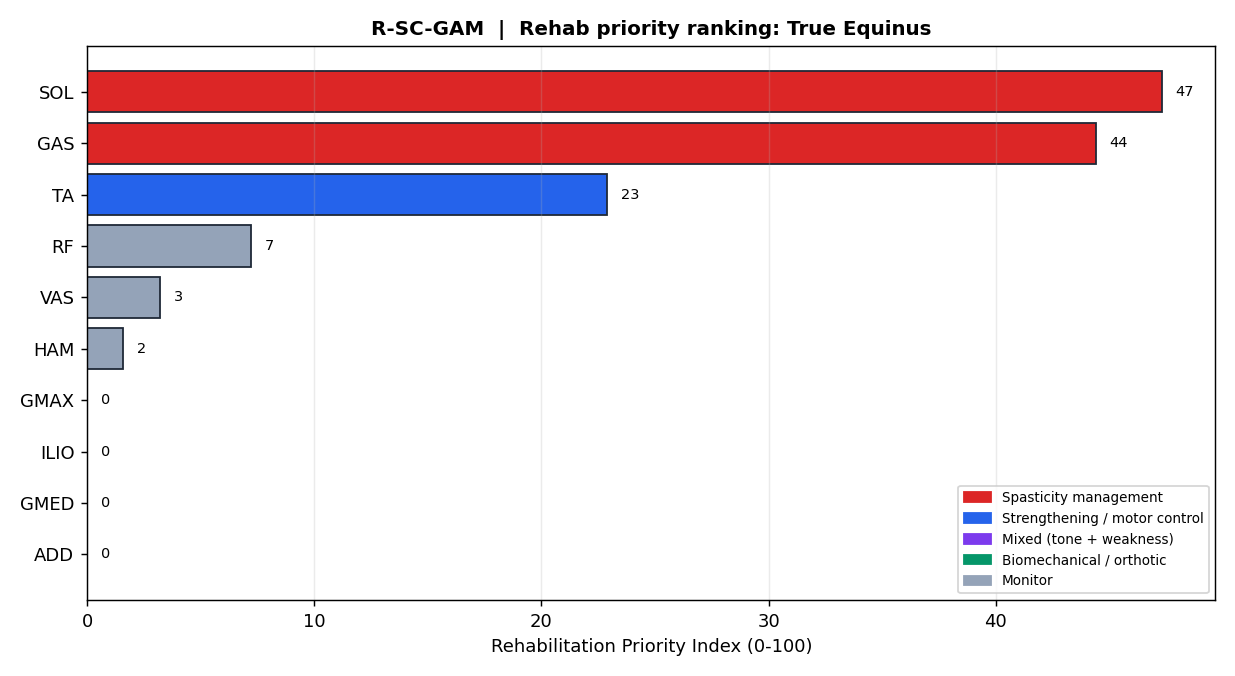 R-SC-GAM | Rehab priority ranking: True Equinus
SOL 47
GAS 44
TA 23
RF 7
VAS 3
HAM 2
GMAX 0
ILIO 0
GMED 0
ADD 0
Spasticity management
Strengthening / motor control
Mixed (tone + weakness)
Biomechanical / orthotic
Monitor
0 10 20 30 40
Rehabilitation Priority Index (0-100)